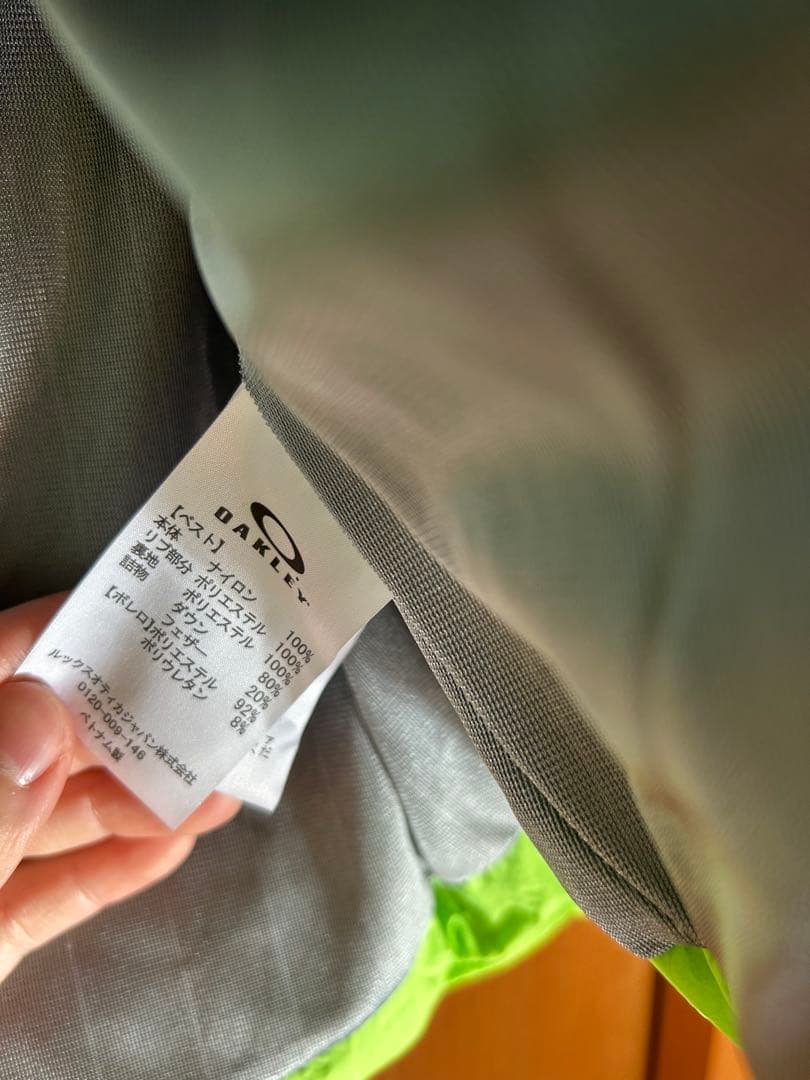 OAKLEY
【ベスト】
本体 ナイロン 100%
リブ部分 ポリエステル 100%
裏地 ポリエステル 100%
詰物 ダウン 80%
フェザー 20%
【ボレロ】ポリエステル 92%
ポリウレタン 8%
ルックスオティカジャパン株式会社
0120-009-146
ベトナム製